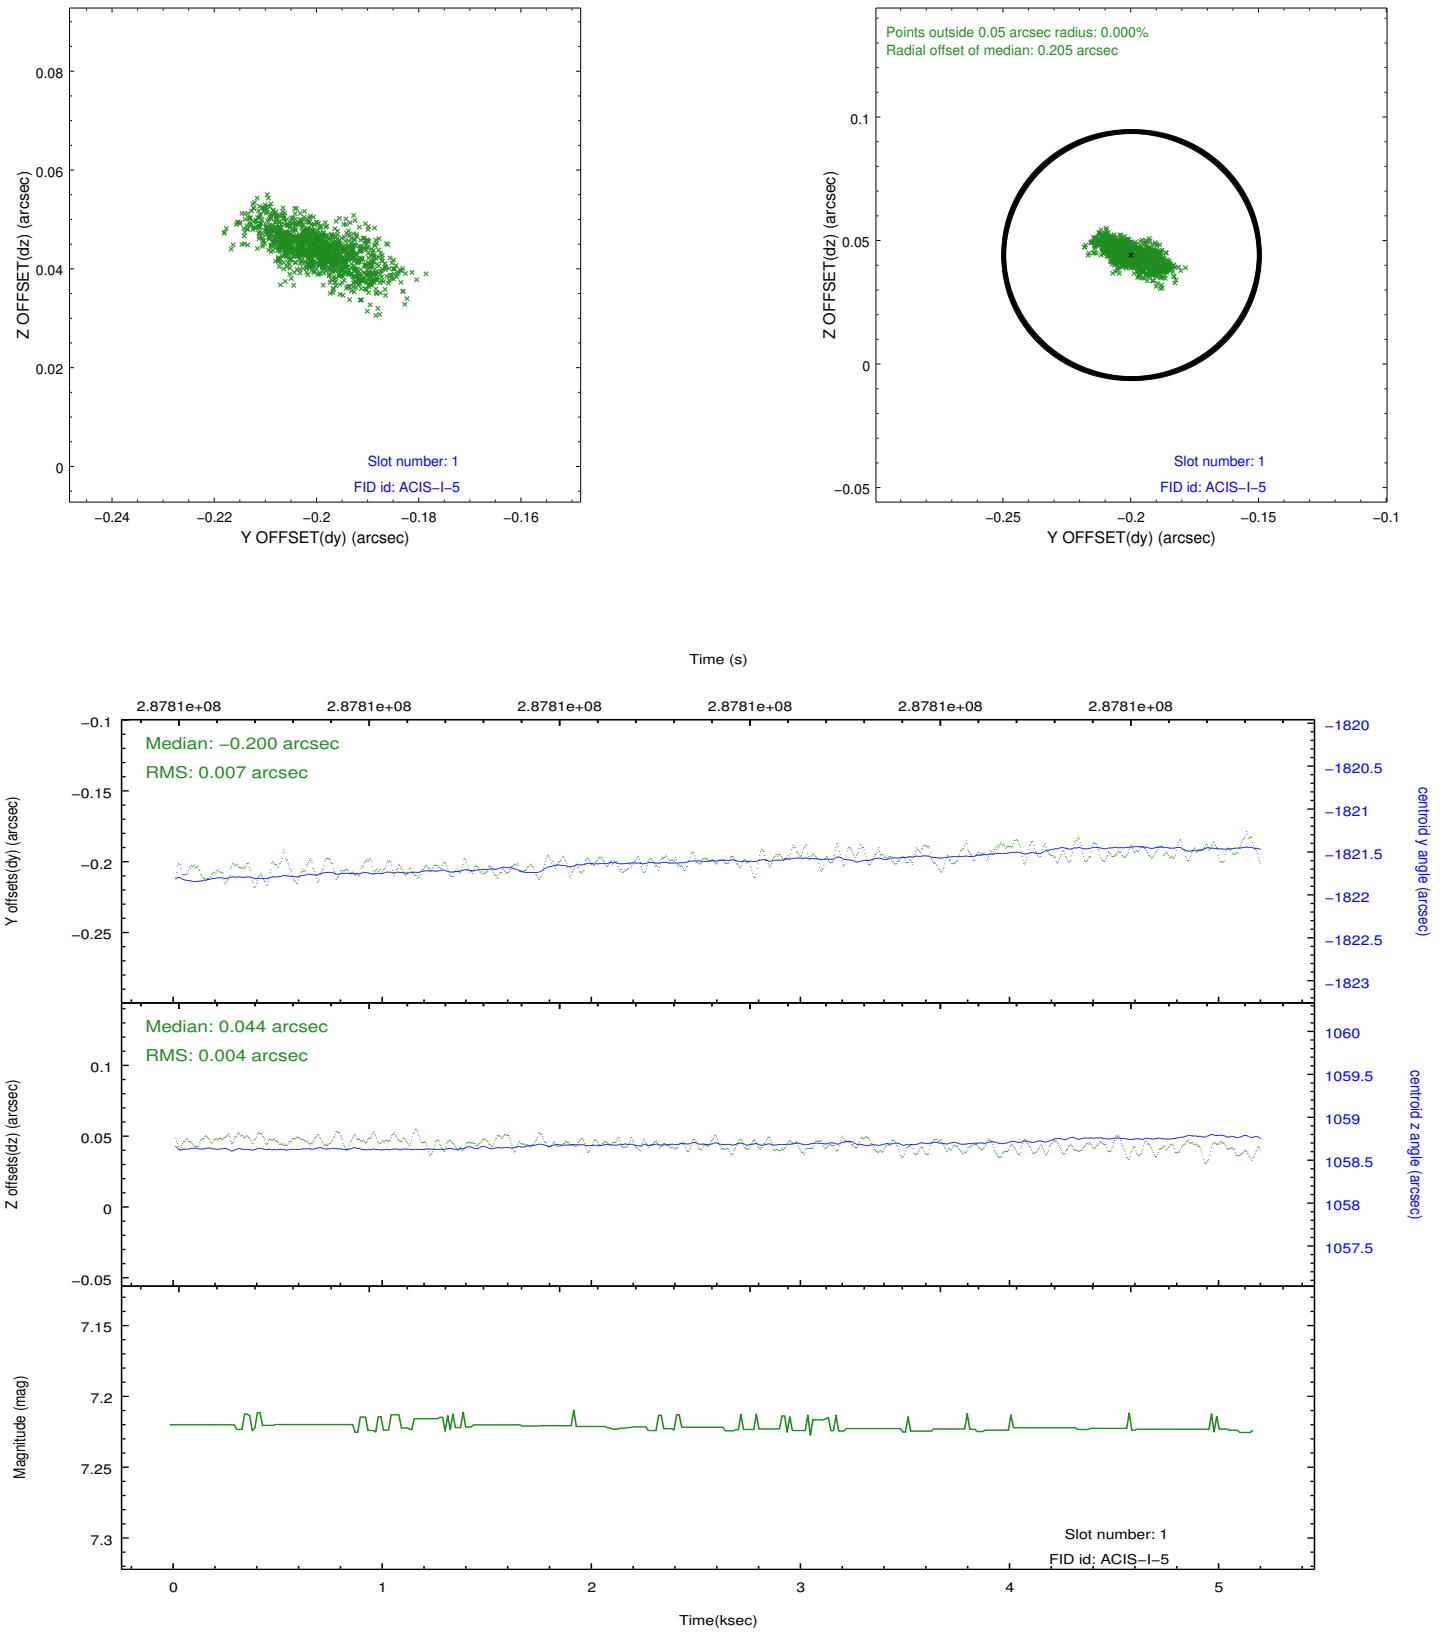 0.08
0.06
0.04
0.02
0
Z OFFSET(dz) (arcsec)
Slot number: 1
FID id: ACIS−I−5
−0.24 −0.22 −0.2 −0.18 −0.16
Y OFFSET(dy) (arcsec)
Points outside 0.05 arcsec radius: 0.000%
Radial offset of median: 0.205 arcsec
0.1
0.05
0
−0.05
Z OFFSET(dz) (arcsec)
Slot number: 1
FID id: ACIS−I−5
−0.25 −0.2 −0.15 −0.1
Y OFFSET(dy) (arcsec)
Time (s)
2.8781e+08 2.8781e+08 2.8781e+08 2.8781e+08 2.8781e+08 2.8781e+08
Median: −0.200 arcsec
RMS: 0.007 arcsec
−0.1
−0.15
−0.2
−0.25
Y offsets(dy) (arcsec)
−1820
−1820.5
−1821
−1821.5
−1822
−1822.5
−1823
centroid y angle (arcsec)
Median: 0.044 arcsec
RMS: 0.004 arcsec
0.1
0.05
0
−0.05
Z offsets(dz) (arcsec)
1060
1059.5
1059
1058.5
1058
1057.5
centroid z angle (arcsec)
7.15
7.2
7.25
7.3
Magnitude (mag)
Slot number: 1
FID id: ACIS−I−5
0 1 2 3 4 5
Time(ksec)